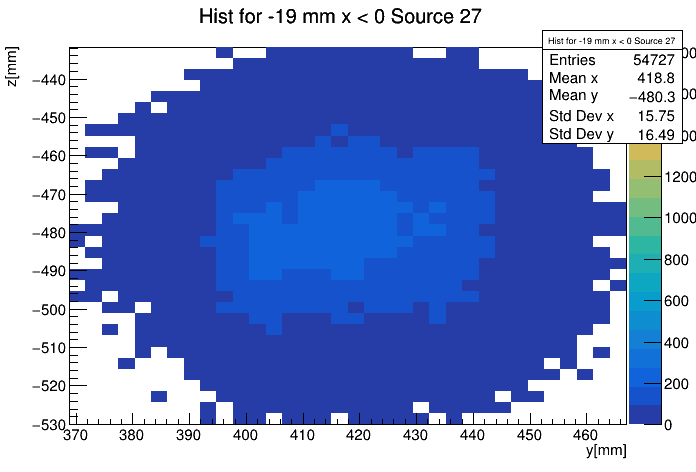 Hist for -19 mm x < 0 Source 27
Hist for -19 mm x < 0 Source 27
Entries 54727
Mean x 418.8
Mean y −480.3
Std Dev x 15.75
Std Dev y 16.49
z[mm]
−440
−450
−460
−470
−480
−490
−500
−510
−520
−530
370 380 390 400 410 420 430 440 450 460
y[mm]
1200
1000
800
600
400
200
0